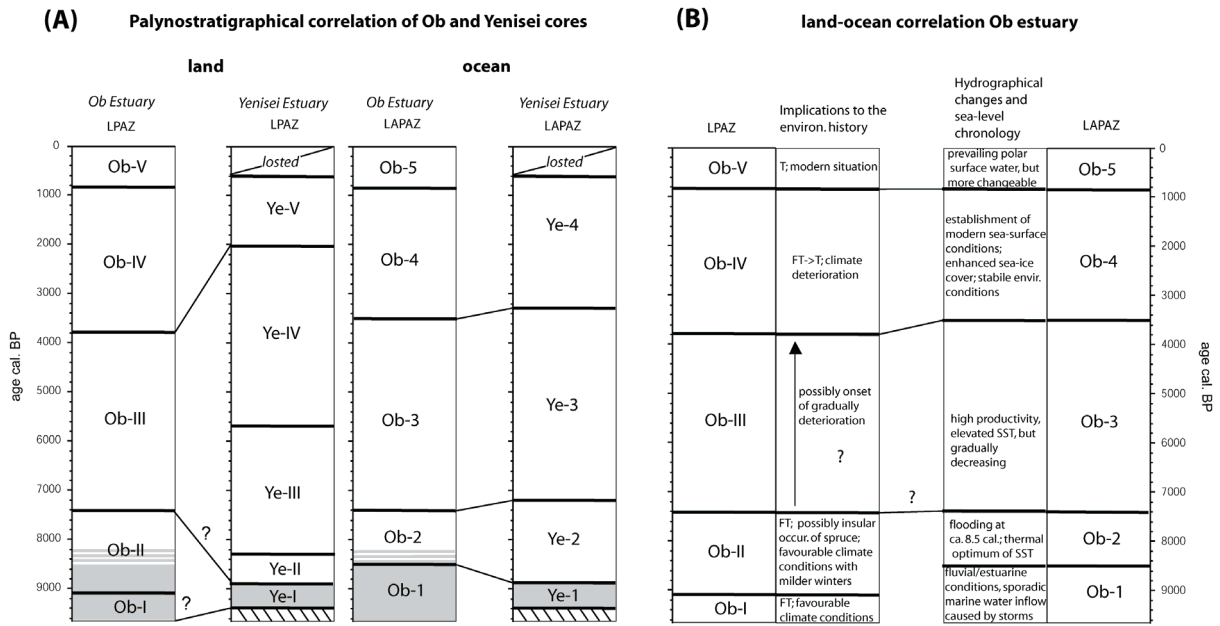 (A) Palynostratigraphical correlation of Ob and Yenisei cores
land
ocean
Ob Estuary
LPAZ
Yenisei Estuary
LPAZ
Ob Estuary
LAPAZ
Yenisei Estuary
LAPAZ
age cal. BP
0
1000
2000
3000
4000
5000
6000
7000
8000
9000
Ob-V
Ob-IV
Ob-III
Ob-II
Ob-I
?
?
losted
Ye-V
Ye-IV
Ye-III
Ye-II
Ye-I
Ob-5
Ob-4
Ob-3
Ob-2
Ob-1
losted
Ye-4
Ye-3
Ye-2
Ye-1
(B) land-ocean correlation Ob estuary
LPAZ
Implications to the
environ. history
Hydrographical
changes and
sea-level
chronology
LAPAZ
Ob-V
Ob-IV
Ob-III
Ob-II
Ob-I
T; modern situation
FT->T; climate
deterioration
possibly onset
of gradually
deterioration
?
FT; possibly insular
occur. of spruce;
favourable climate
conditions with
milder winters
FT; favourable
climate conditions
?
prevailing polar
surface water, but
more changeable
establishment of
modern sea-surface
conditions;
enhanced sea-ice
cover; stabile envir.
conditions
high productivity,
elevated SST, but
gradually
decreasing
flooding at
ca. 8.5 cal.; thermal
optimum of SST
fluvial/estuarine
conditions, sporadic
marine water inflow
caused by storms
Ob-5
Ob-4
Ob-3
Ob-2
Ob-1
0
1000
2000
3000
4000
5000
6000
7000
8000
9000
age cal. BP